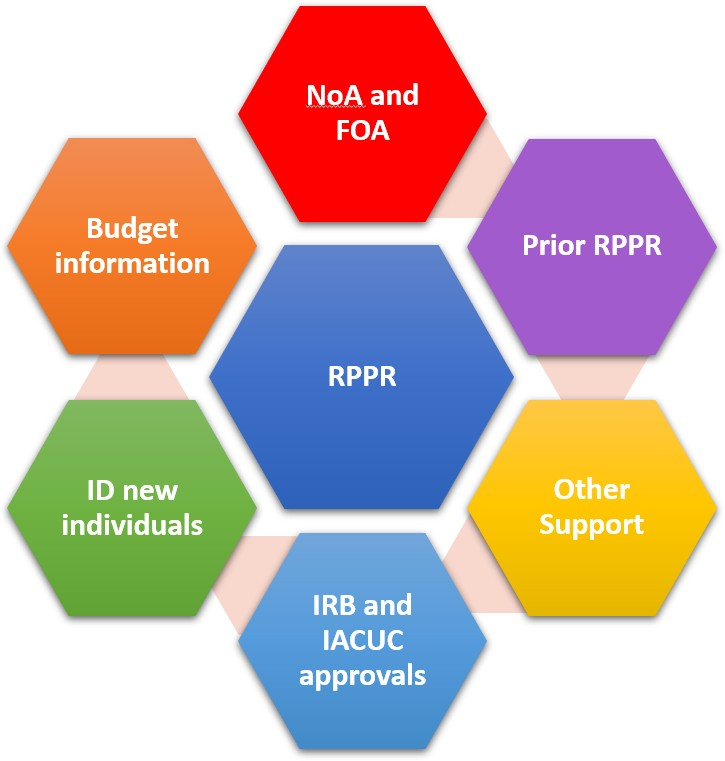 NoA and
FOA
Prior RPPR
Budget
information
RPPR
Other
Support
ID new
individuals
IRB and
IACUC
approvals